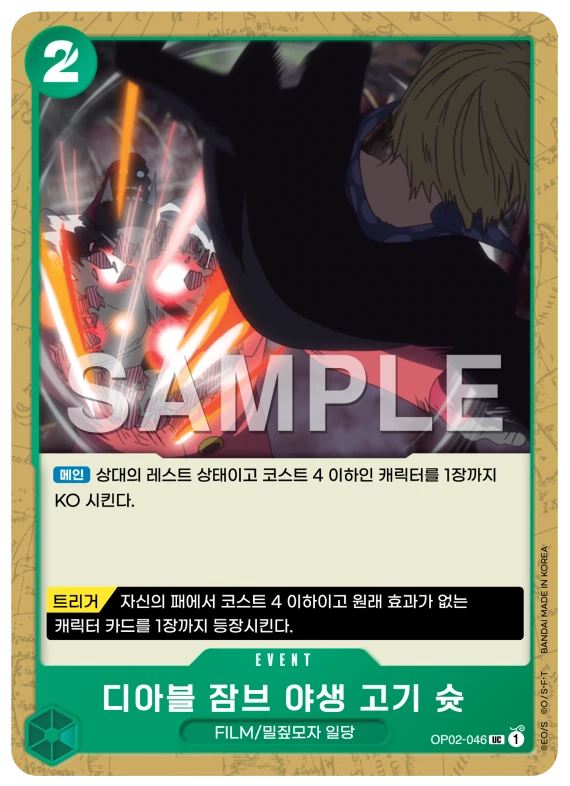 2
SAMPLE
메인 상대의 레스트 상태이고 코스트 4 이하인 캐릭터를 1장까지
KO 시킨다.
트리거 자신의 패에서 코스트 4 이하이고 원래 효과가 없는
캐릭터 카드를 1장까지 등장시킨다.
EVENT
디아블 잠브 야생 고기 슛
FILM/밀짚모자 일당
OP02-046 UC 1
©EO/S ©O/S·F·T BANDAI MADE IN KOREA